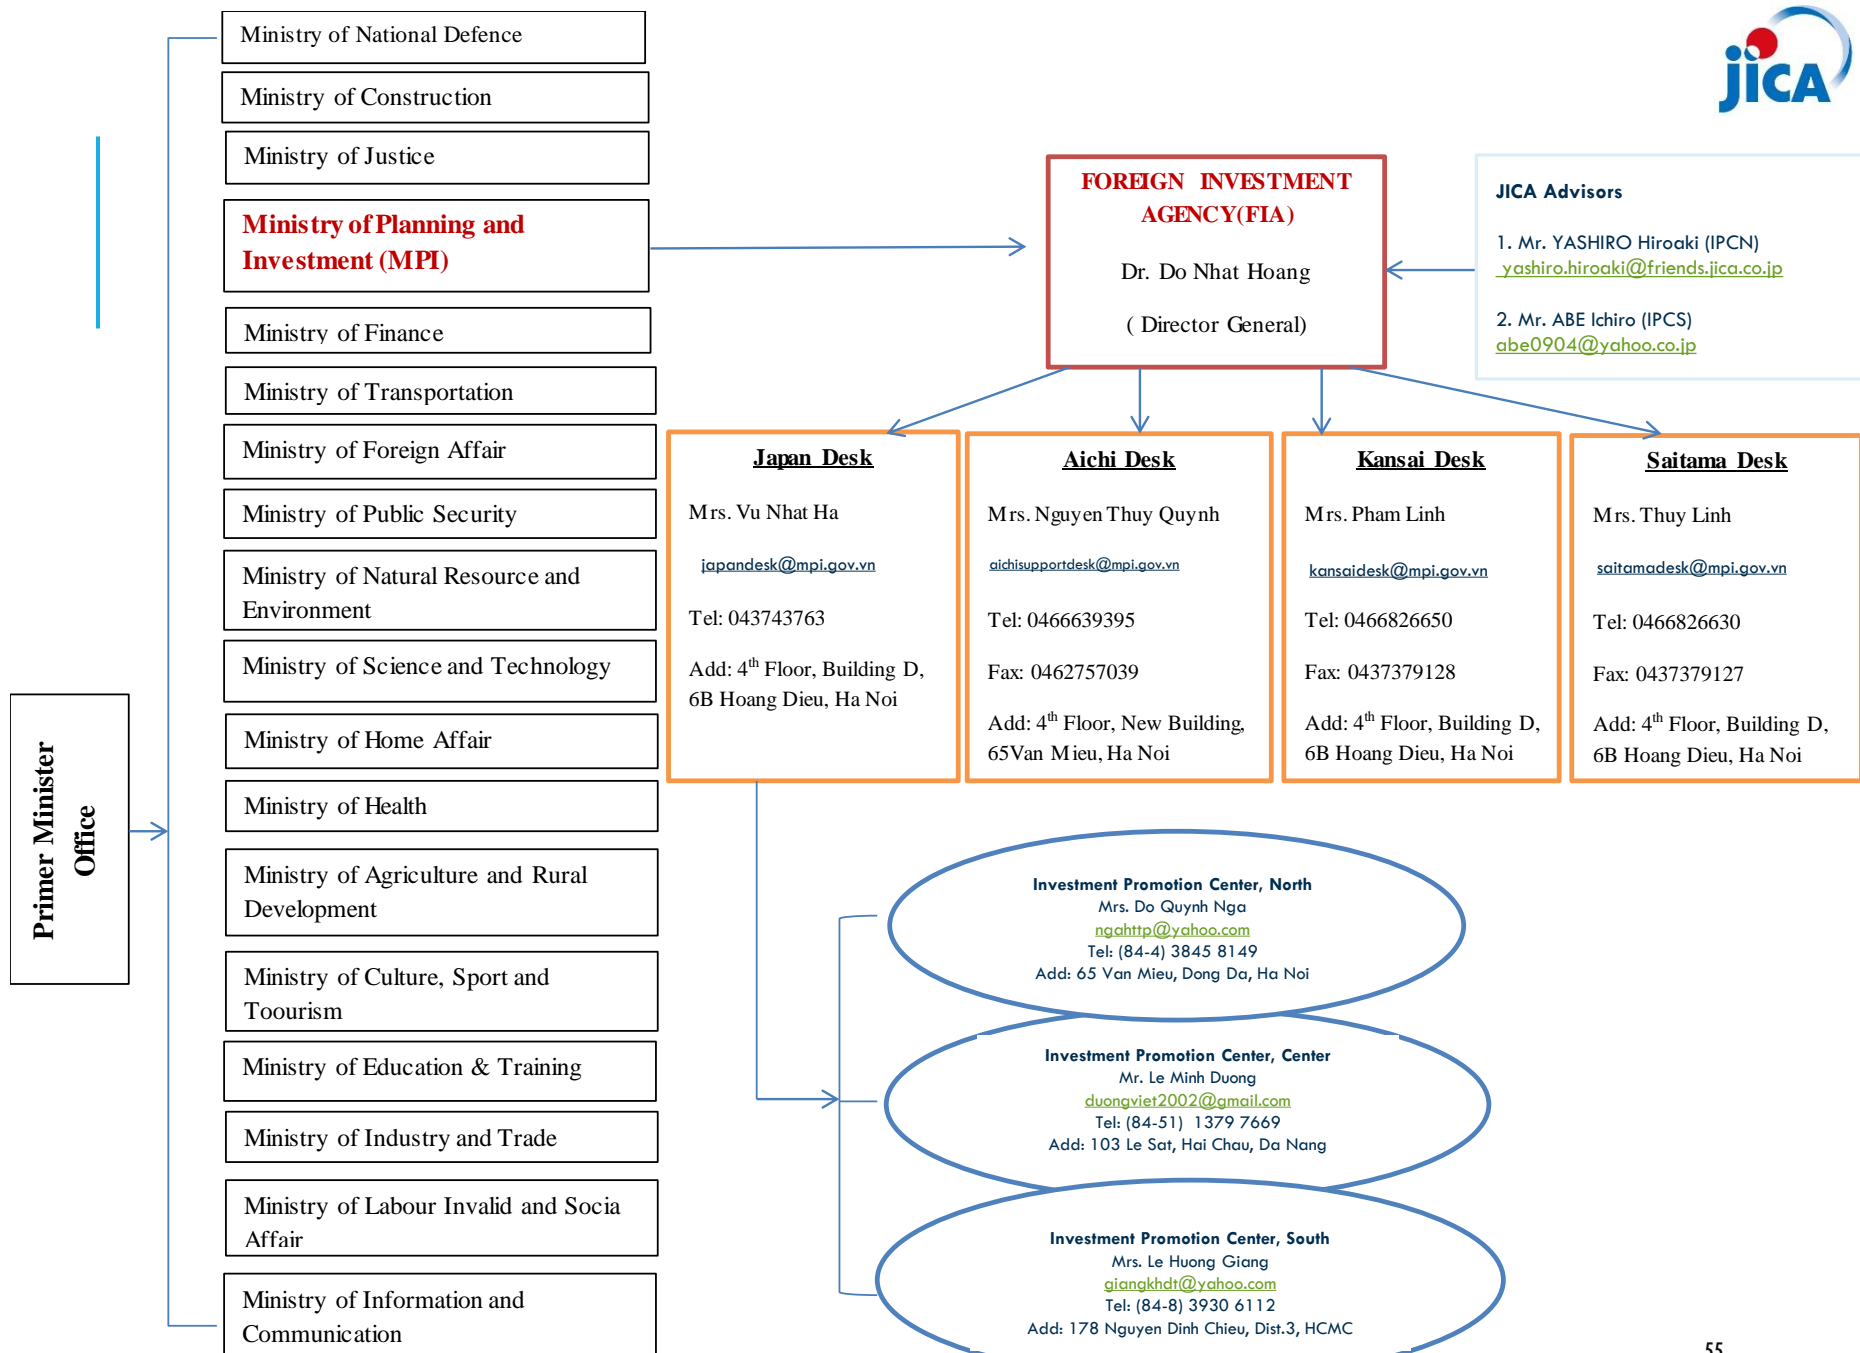 Ministry of National Defence
Ministry of Construction
Ministry of Justice
Ministry of Planning and
Investment (MPI)
Ministry of Finance
Ministry of Transportation
Ministry of Foreign Affair
Ministry of Public Security
Ministry of Natural Resource and
Environment
Ministry of Science and Technology
Ministry of Home Affair
Ministry of Health
Ministry of Agriculture and Rural
Development
Ministry of Culture, Sport and
Toourism
Ministry of Education & Training
Ministry of Industry and Trade
Ministry of Labour Invalid and Socia
Affair
Ministry of Information and
Communication
Primer Minister
Office
jICA
FOREIGN INVESTMENT
AGENCY(FIA)
Dr. Do Nhat Hoang
( Director General)
JICA Advisors
1. Mr. YASHIRO Hiroaki (IPCN)
yashiro.hiroaki@friends.jica.co.jp
2. Mr. ABE Ichiro (IPCS)
abe0904@yahoo.co.jp
Japan Desk
Mrs. Vu Nhat Ha
japandesk@mpi.gov.vn
Tel: 043743763
Add: 4th Floor, Building D,
6B Hoang Dieu, Ha Noi
Aichi Desk
Mrs. Nguyen Thuy Quynh
aichisupportdesk@mpi.gov.vn
Tel: 0466639395
Fax: 0462757039
Add: 4th Floor, New Building,
65Van Mieu, Ha Noi
Kansai Desk
Mrs. Pham Linh
kansaidesk@mpi.gov.vn
Tel: 0466826650
Fax: 0437379128
Add: 4th Floor, Building D,
6B Hoang Dieu, Ha Noi
Saitama Desk
Mrs. Thuy Linh
saitamadesk@mpi.gov.vn
Tel: 0466826630
Fax: 0437379127
Add: 4th Floor, Building D,
6B Hoang Dieu, Ha Noi
Investment Promotion Center, North
Mrs. Do Quynh Nga
ngahttp@yahoo.com
Tel: (84-4) 3845 8149
Add: 65 Van Mieu, Dong Da, Ha Noi
Investment Promotion Center, Center
Mr. Le Minh Duong
duongviet2002@gmail.com
Tel: (84-51) 1379 7669
Add: 103 Le Sat, Hai Chau, Da Nang
Investment Promotion Center, South
Mrs. Le Huong Giang
giangkhdt@yahoo.com
Tel: (84-8) 3930 6112
Add: 178 Nguyen Dinh Chieu, Dist.3, HCMC
55